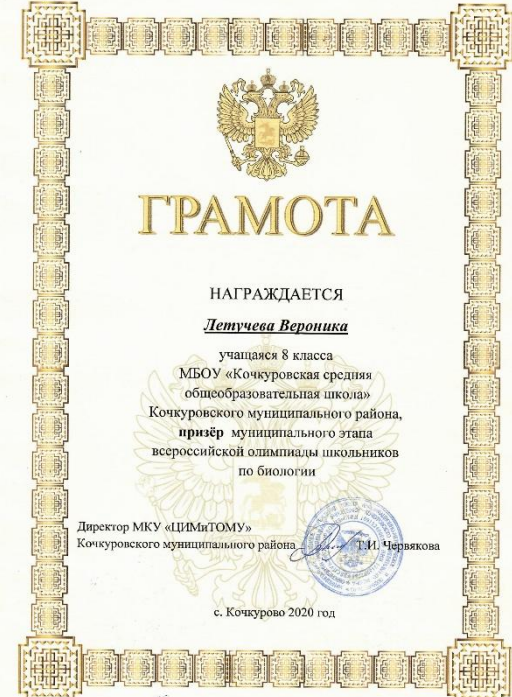 ГРАМОТА
НАГРАЖДАЕТСЯ
Летучева Вероника
учащаяся 8 класса
МБОУ «Кочкуровская средняя
общеобразовательная школа»
Кочкуровского муниципального района,
призёр муниципального этапа
всероссийской олимпиады школьников
по биологии
Директор МКУ «ЦИМиТОМУ»
Кочкуровского муниципального района Т.И. Червякова
с. Кочкурово 2020 год